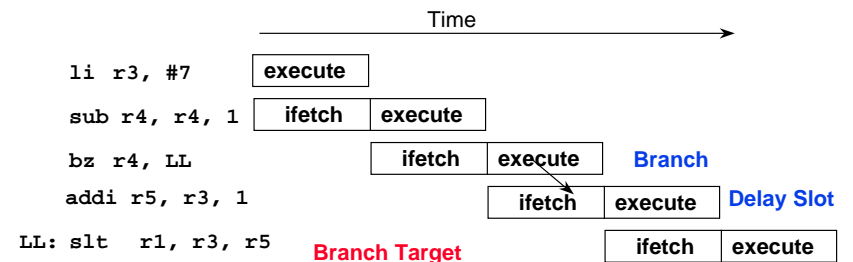 Time
li r3, #7 execute
sub r4, r4, 1 ifetch execute
bz r4, LL ifetch execute Branch
addi r5, r3, 1 ifetch execute Delay Slot
LL: slt r1, r3, r5 Branch Target ifetch execute